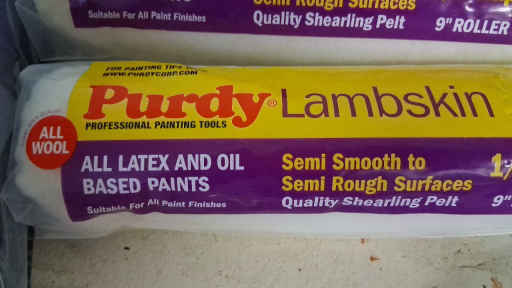 Semi Rough Surfaces
Suitable For All Paint Finishes
Quality Shearling Pelt
9" ROLLER
FOR PAINTING
WWW.PURDYCORP.COM
Purdy® Lambskin
PROFESSIONAL PAINTING TOOLS
ALL
WOOL
ALL LATEX AND OIL
BASED PAINTS
Suitable For All Paint Finishes
Semi Smooth to
Semi Rough Surfaces
Quality Shearling Pelt
9"